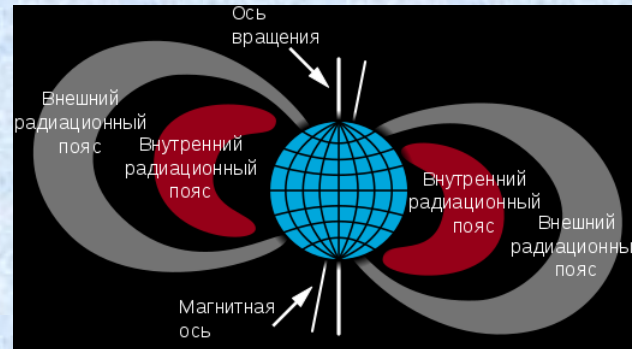 Ось
вращения
Внешний
радиационный
пояс
Внутренний
радиационный
пояс
Внутренний
радиационный
пояс
Внешний
радиационный
пояс
Магнитная
ось